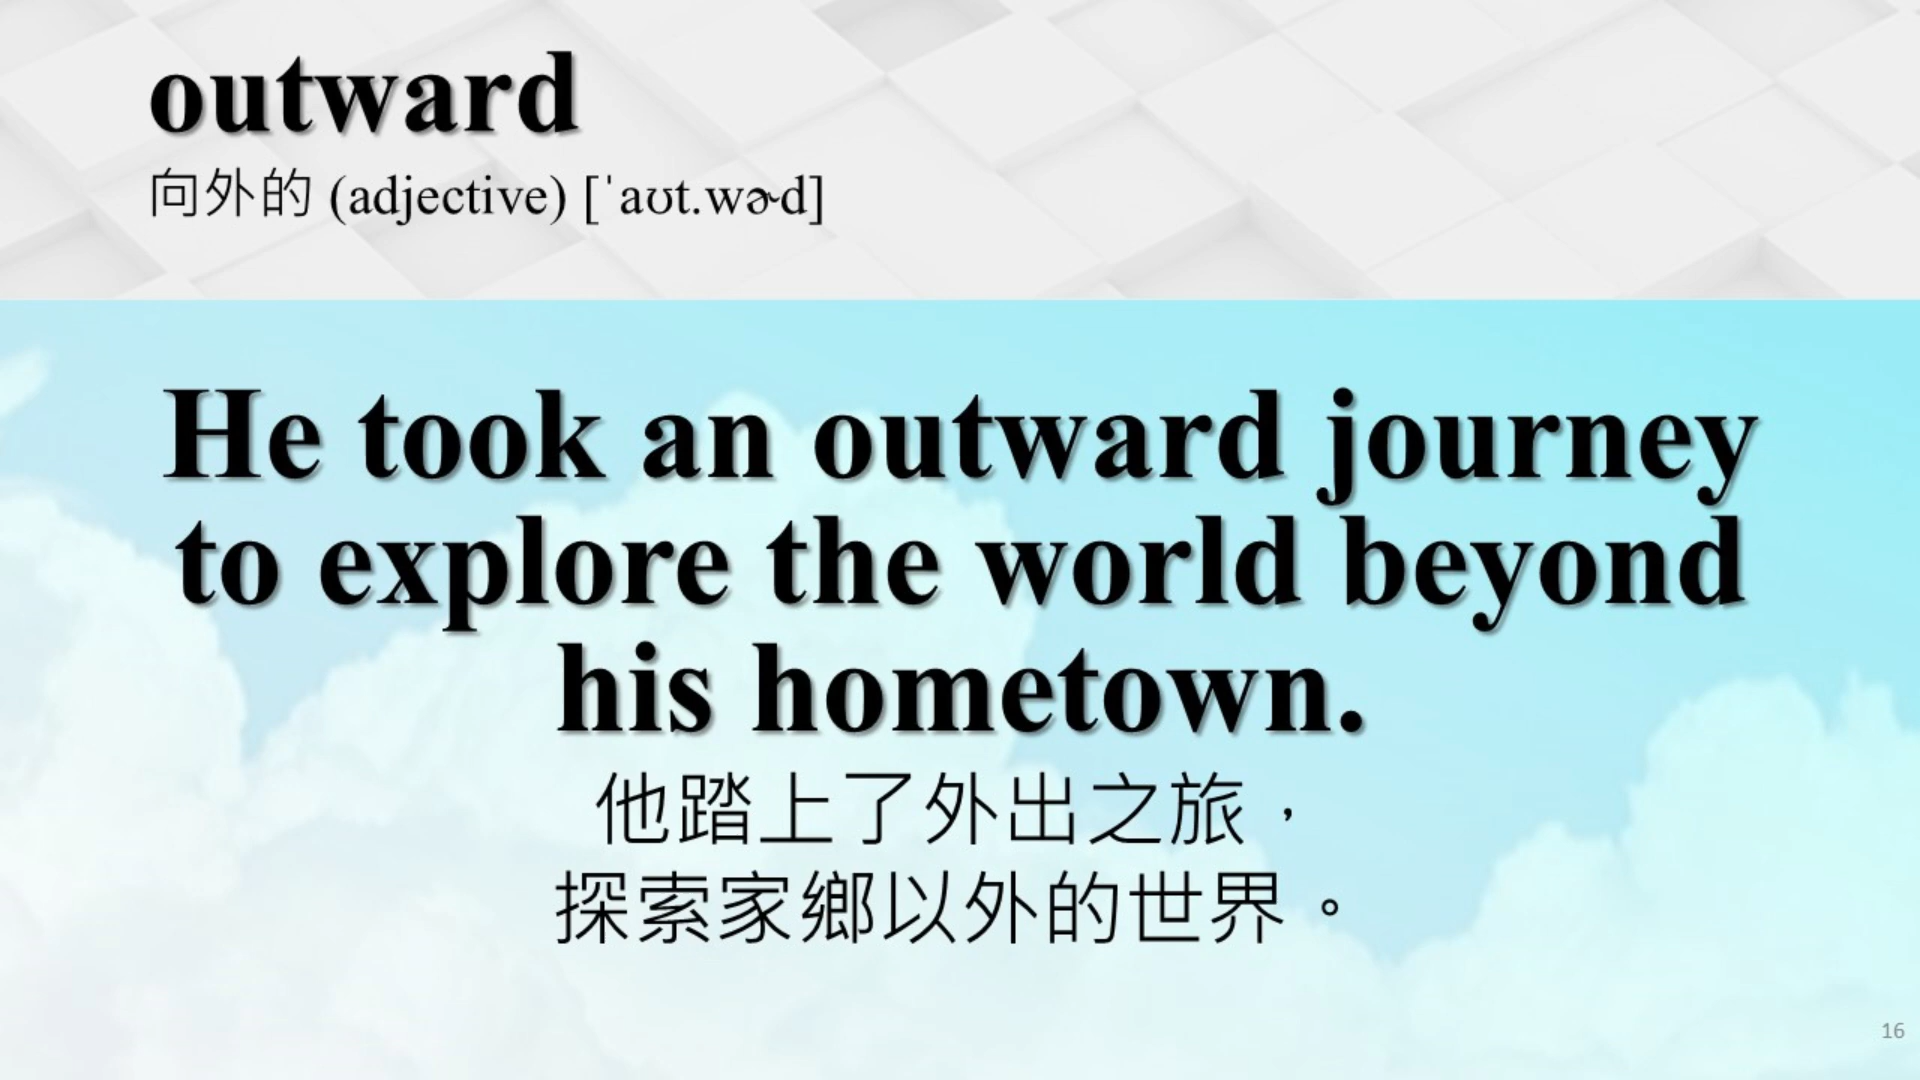 outward
向外的 (adjective) [ˈaʊt.wɚd]
He took an outward journey
to explore the world beyond
his hometown.
他踏上了外出之旅，
探索家鄉以外的世界。
16